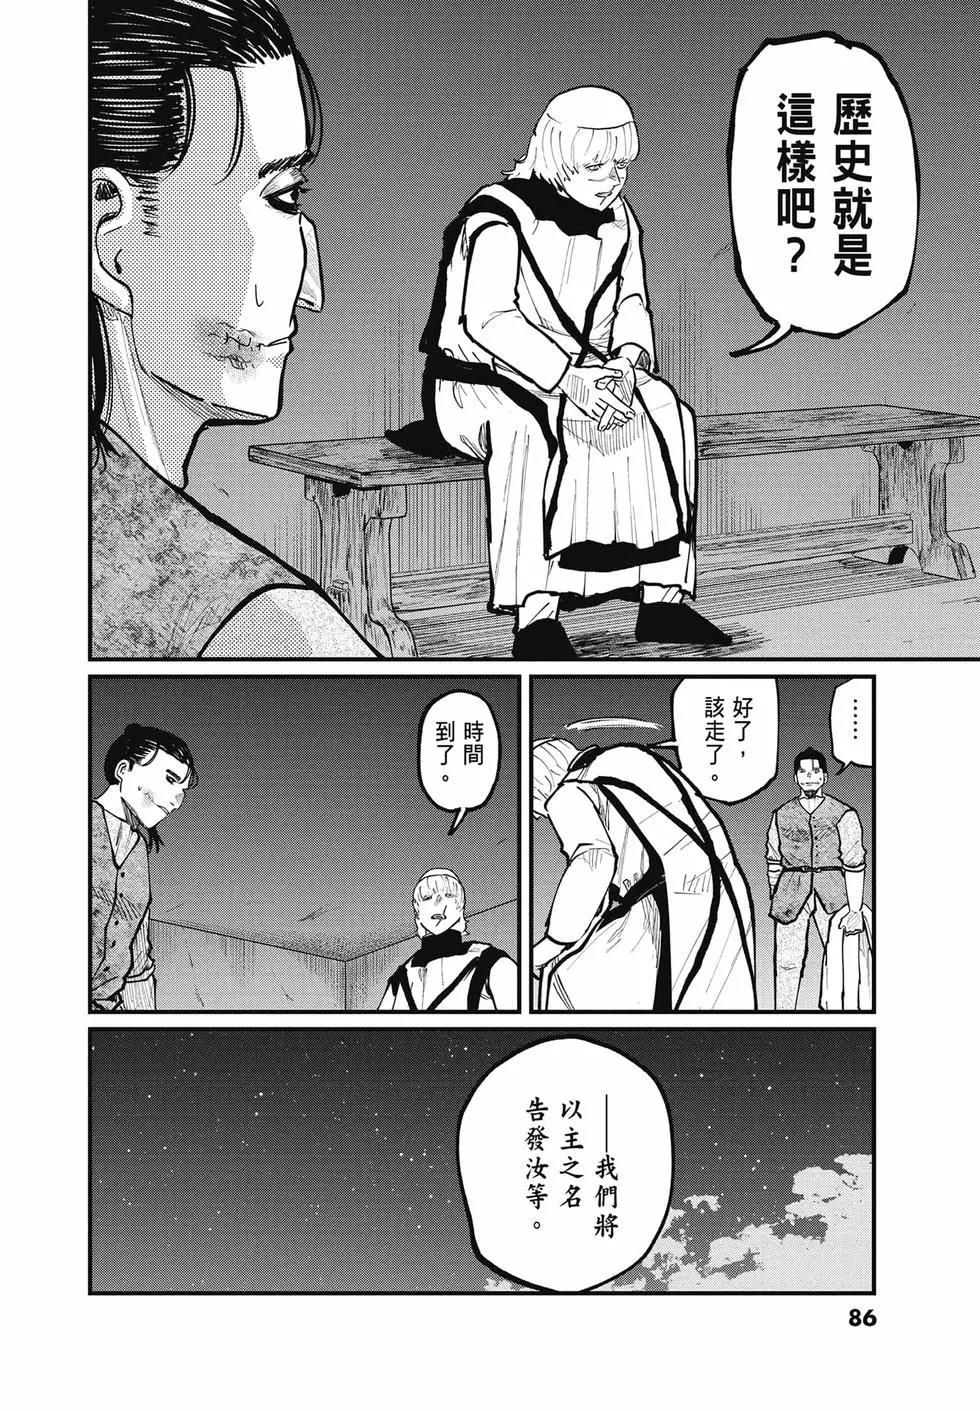 歷史就是
這樣吧？
……
好了，
該走了。
時間
到了。
──我們將
以主之名
告發汝等。
86